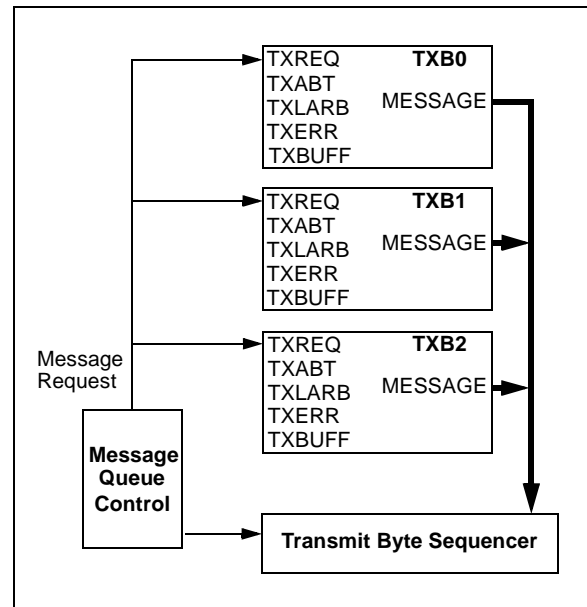 TXREQ TXB0
TXABT
TXLARB MESSAGE
TXERR
TXBUFF
TXREQ TXB1
TXABT
TXLARB MESSAGE
TXERR
TXBUFF
TXREQ TXB2
TXABT
TXLARB MESSAGE
TXERR
TXBUFF
Message
Request
Message
Queue
Control
Transmit Byte Sequencer